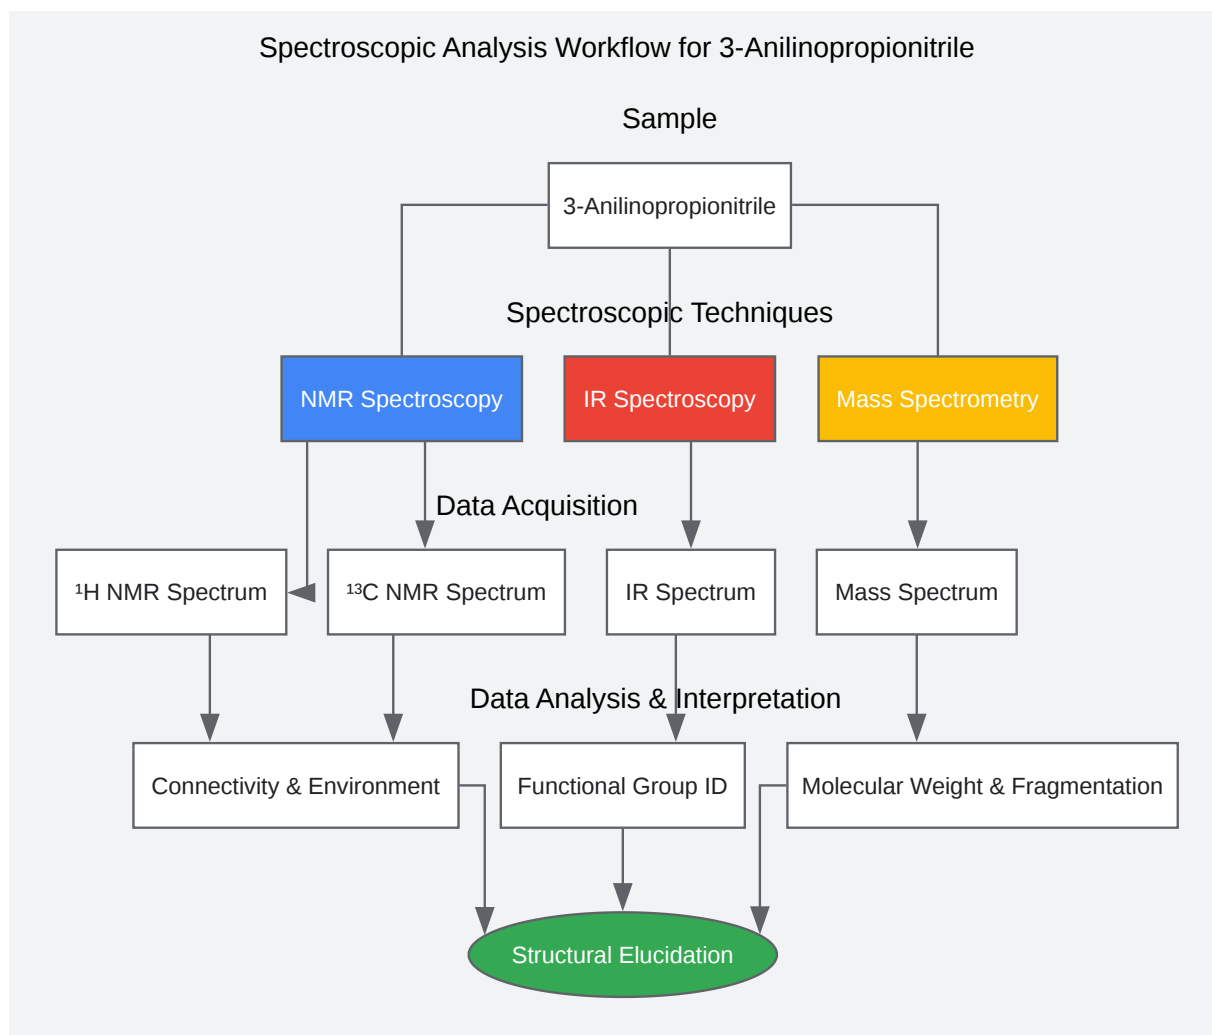 Spectroscopic Analysis Workflow for 3-Anilinopropionitrile
Sample
3-Anilinopropionitrile
Spectroscopic Techniques
NMR Spectroscopy
IR Spectroscopy
Mass Spectrometry
Data Acquisition
¹H NMR Spectrum
¹³C NMR Spectrum
IR Spectrum
Mass Spectrum
Data Analysis & Interpretation
Connectivity & Environment
Functional Group ID
Molecular Weight & Fragmentation
Structural Elucidation